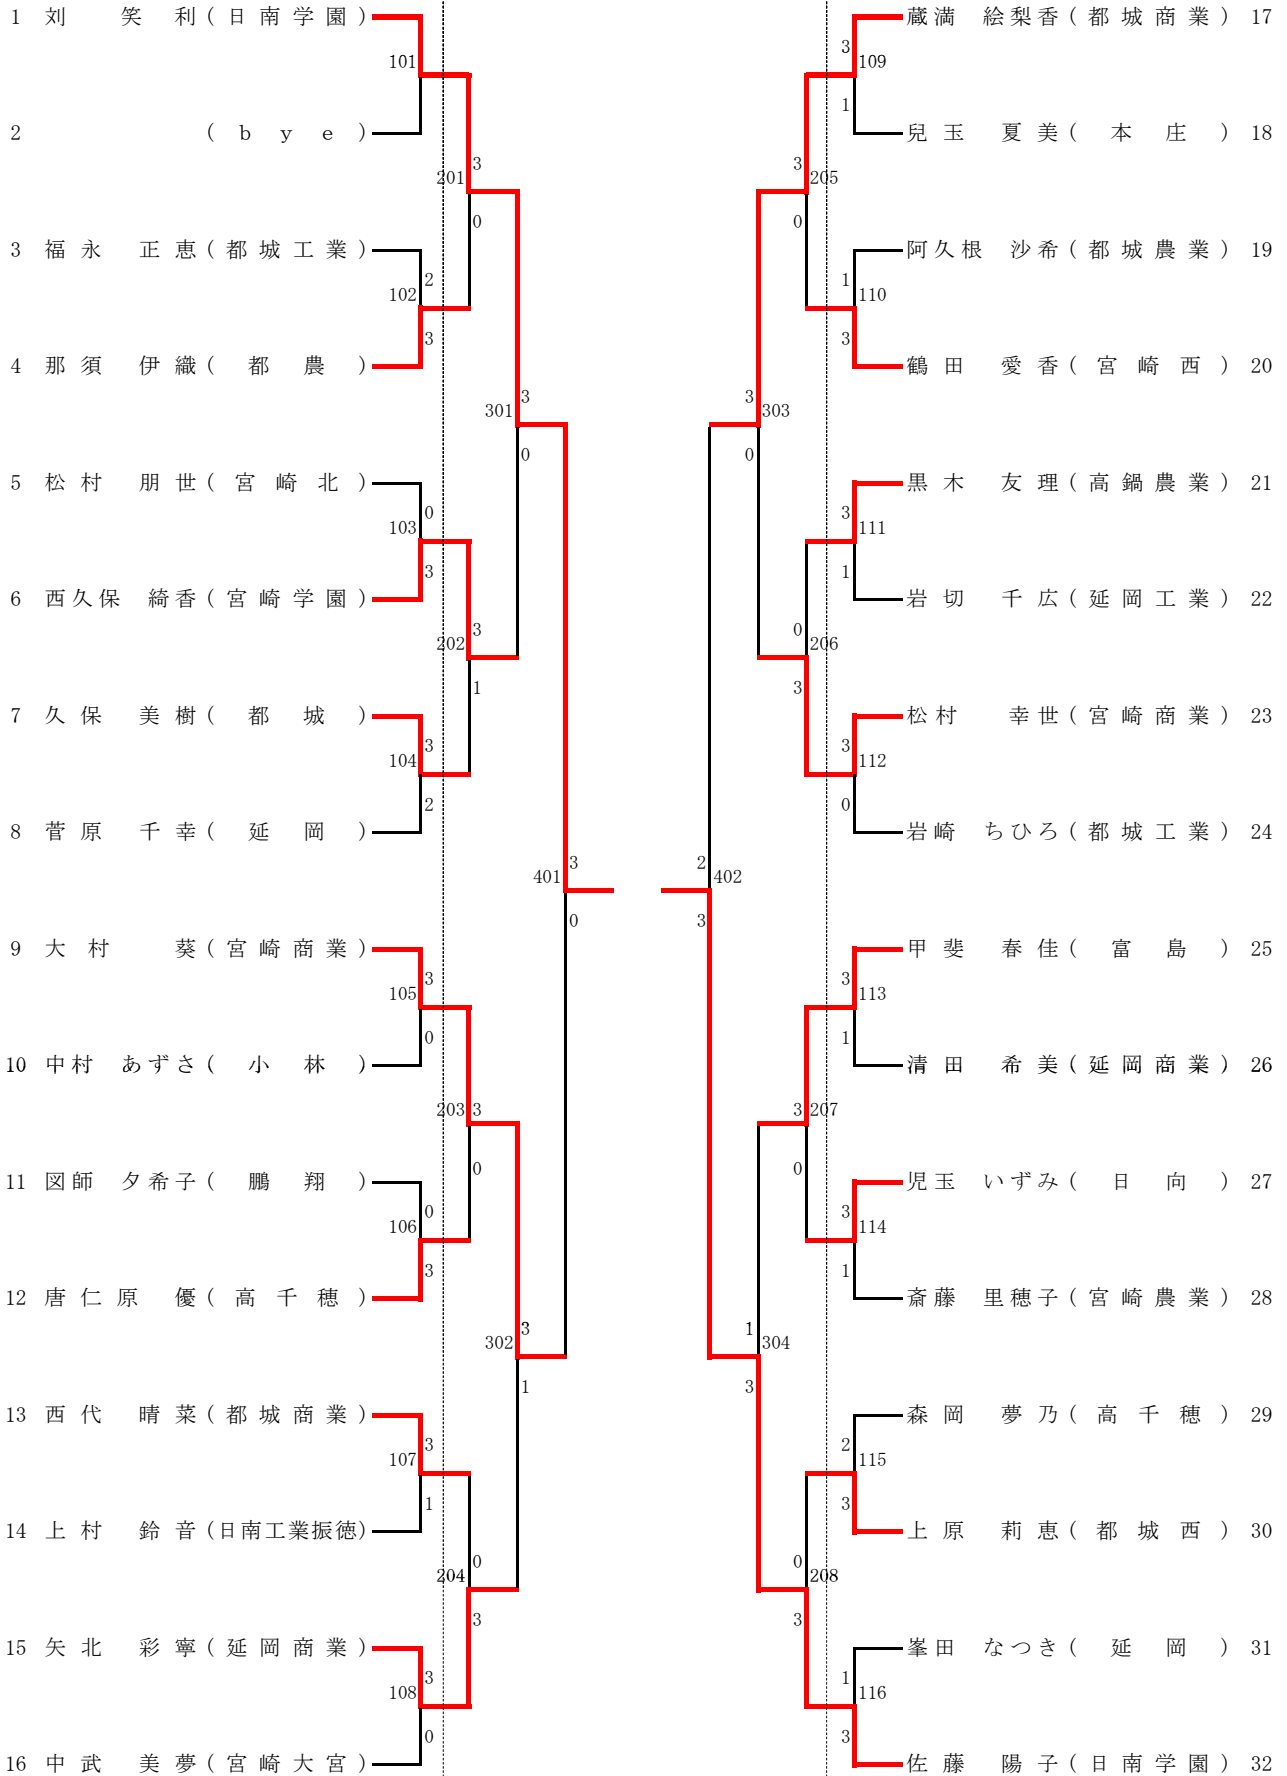 1 刘 笑利(日南学園)
101
2 (bye)
3
201
0
3 福永 正恵(都城工業)
2
102
3
4 那須 伊織(都農)
3
301
0
5 松村 朋世(宮崎北)
0
103
3
6 西久保 綺香(宮崎学園)
3
202
1
7 久保 美樹(都城)
3
104
2
8 菅原 千幸(延岡)
3
401
0
9 大村 葵(宮崎商業)
3
105
0
10 中村 あずさ(小林)
3
203
0
11 図師 夕希子(鵬翔)
0
106
3
12 唐仁原 優(高千穂)
3
302
1
13 西代 晴菜(都城商業)
3
107
1
14 上村 鈴音(日南工業振徳)
0
204
3
15 矢北 彩寧(延岡商業)
3
108
0
16 中武 美夢(宮崎大宮)
蔵満 絵梨香(都城商業) 17
3
109
1
兒玉 夏美(本庄) 18
3
205
0
阿久根 沙希(都城農業) 19
1
110
3
鶴田 愛香(宮崎西) 20
3
303
0
黒木 友理(高鍋農業) 21
3
111
1
岩切 千広(延岡工業) 22
0
206
3
松村 幸世(宮崎商業) 23
3
112
0
岩崎 ちひろ(都城工業) 24
2
402
3
甲斐 春佳(富島) 25
3
113
1
清田 希美(延岡商業) 26
3
207
0
児玉 いずみ(日向) 27
3
114
1
斎藤 里穂子(宮崎農業) 28
1
304
3
森岡 夢乃(高千穂) 29
2
115
3
上原 莉恵(都城西) 30
0
208
3
峯田 なつき(延岡) 31
1
116
3
佐藤 陽子(日南学園) 32